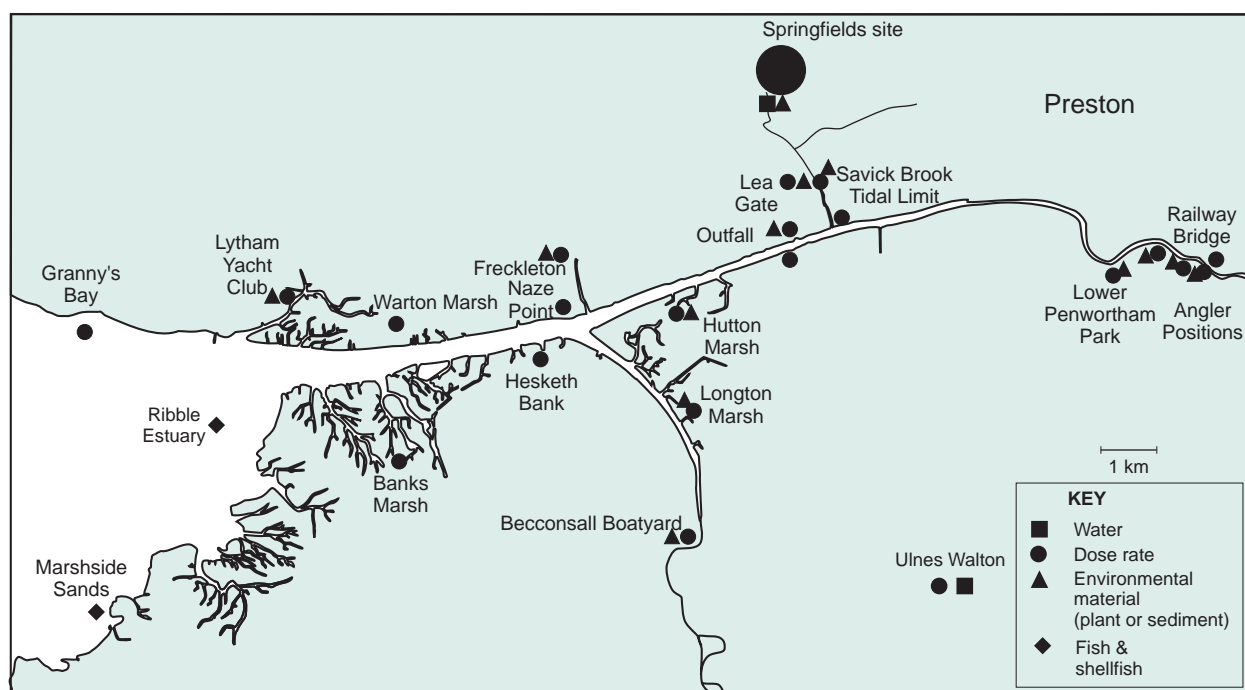 Springfields site
Preston
Savick Brook
Tidal Limit
Lea
Gate
Outfall
Railway
Bridge
Lower
Penwortham
Park
Angler
Positions
Granny's
Bay
Lytham
Yacht
Club
Warton Marsh
Freckleton
Naze
Point
Hutton
Marsh
Hesketh
Bank
Longton
Marsh
Ribble
Estuary
Banks
Marsh
Becconsall Boatyard
Marshside
Sands
Ulnes Walton
1 km
KEY
Water
Dose rate
Environmental
material
(plant or sediment)
Fish &
shellfish